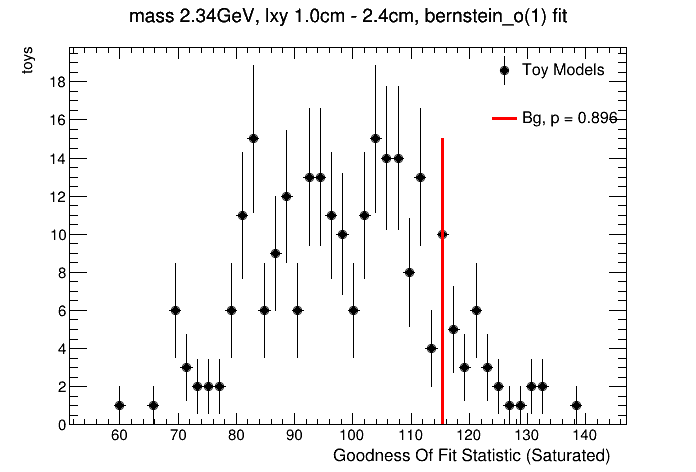 mass 2.34GeV, lxy 1.0cm - 2.4cm, bernstein_o(1) fit
toys
Toy Models
Bg, p = 0.896
18
16
14
12
10
8
6
4
2
0
60 70 80 90 100 110 120 130 140
Goodness Of Fit Statistic (Saturated)